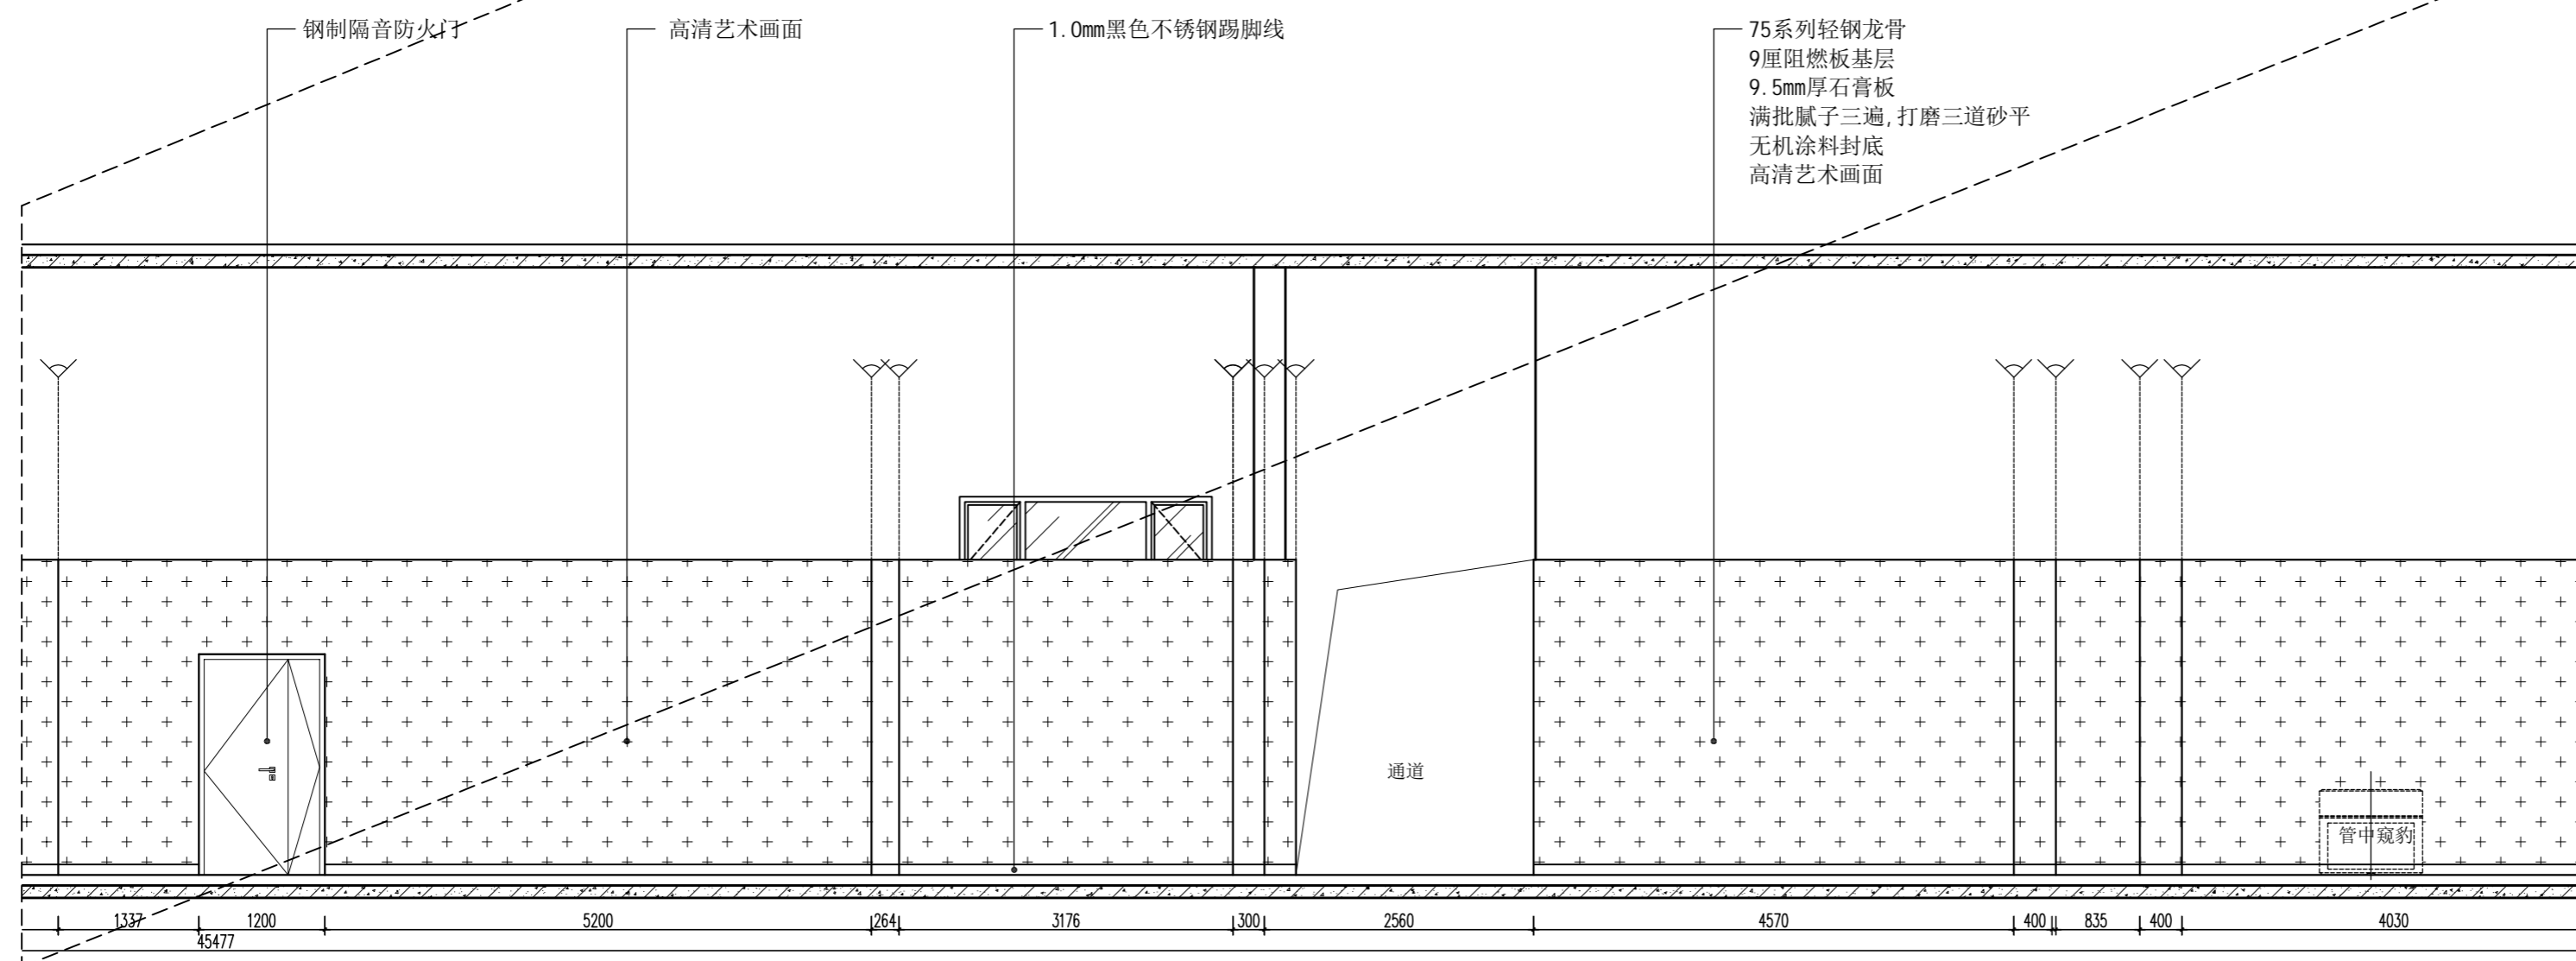 钢制隔音防火门
高清艺术画面
1.0mm黑色不锈钢踢脚线
75系列轻钢龙骨
9厘阻燃板基层
9.5mm厚石膏板
满批腻子三遍,打磨三道砂平
无机涂料封底
高清艺术画面
通道
管中窥豹
1337 1200 5200 264 3176 300 2560 4570 400 835 400 4030
45477